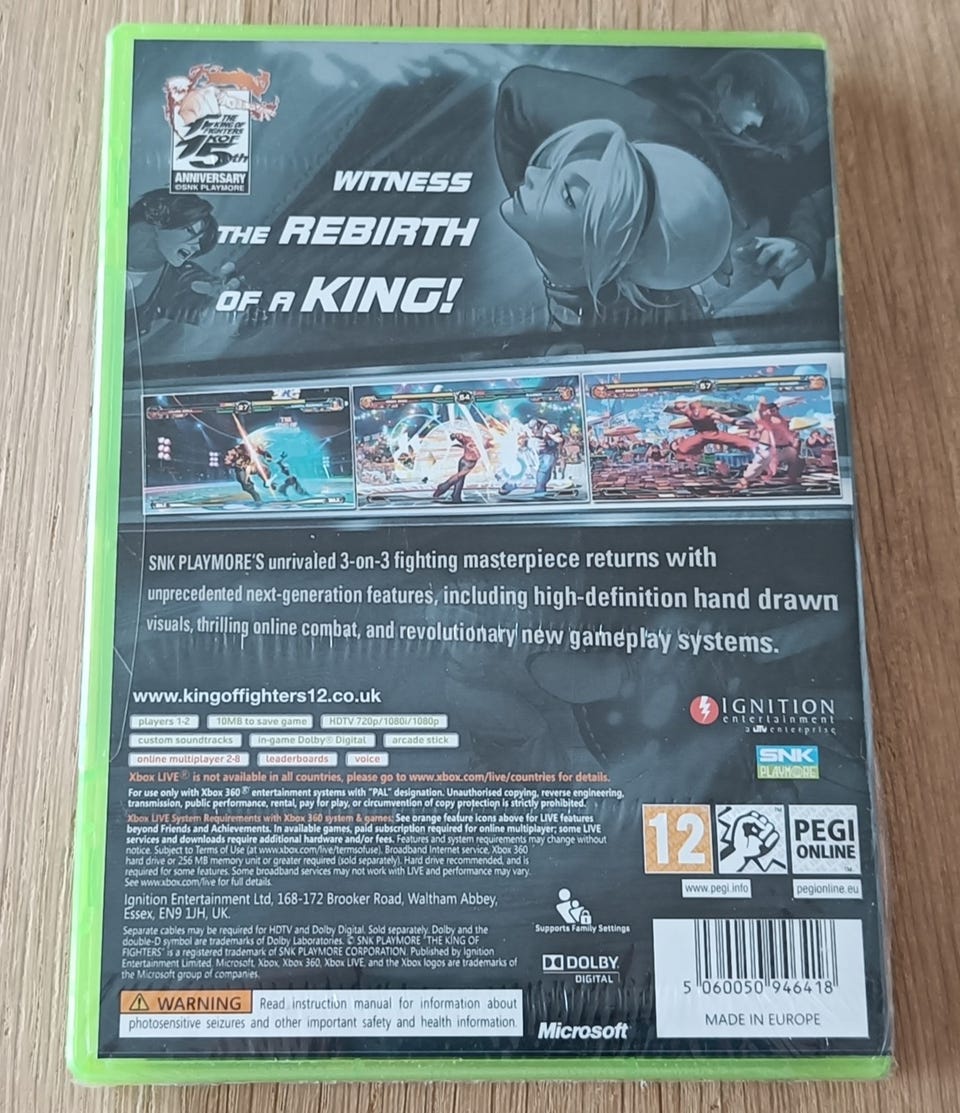 THE
KING OF
FIGHTERS
KOF
15th
ANNIVERSARY
©SNK PLAYMORE
WITNESS
THE REBIRTH
OF A KING!
27
54
57
SNK PLAYMORE'S unrivaled 3-on-3 fighting masterpiece returns with
unprecedented next-generation features, including high-definition hand drawn
visuals, thrilling online combat, and revolutionary new gameplay systems.
www.kingoffighters12.co.uk
players 1-2 10MB to save game HDTV 720p/1080i/1080p
custom soundtracks in-game Dolby® Digital arcade stick
online multiplayer 2-8 leaderboards voice
IGNITION
entertainment
a UTV enterprise
SNK
PLAYMORE
Xbox LIVE® is not available in all countries, please go to www.xbox.com/live/countries for details.
For use only with Xbox 360® entertainment systems with "PAL" designation. Unauthorised copying, reverse engineering,
transmission, public performance, rental, pay for play, or circumvention of copy protection is strictly prohibited.
Xbox LIVE System Requirements with Xbox 360 system & games: See orange feature icons above for LIVE features
beyond Friends and Achievements. In available games, paid subscription required for online multiplayer; some LIVE
services and downloads require additional hardware and/or fees. Features and system requirements may change without
notice. Subject to Terms of Use (at www.xbox.com/live/termsofuse). Broadband Internet service, Xbox 360
hard drive or 256 MB memory unit or greater required (sold separately). Hard drive recommended, and is
required for some features. Some broadband services may not work with LIVE and performance may vary.
See www.xbox.com/live for full details.
12
PEGI
ONLINE
™
www.pegi.info
pegionline.eu
Ignition Entertainment Ltd, 168-172 Brooker Road, Waltham Abbey,
Essex, EN9 1JH, UK.
Separate cables may be required for HDTV and Dolby Digital. Sold separately. Dolby and the
double-D symbol are trademarks of Dolby Laboratories. © SNK PLAYMORE "THE KING OF
FIGHTERS" is a registered trademark of SNK PLAYMORE CORPORATION. Published by Ignition
Entertainment Limited. Microsoft, Xbox, Xbox 360, Xbox LIVE, and the Xbox logos are trademarks of
the Microsoft group of companies.
Supports Family Settings
DOLBY
DIGITAL
WARNING Read instruction manual for information about
photosensitive seizures and other important safety and health information.
Microsoft
5 060050 946418
MADE IN EUROPE